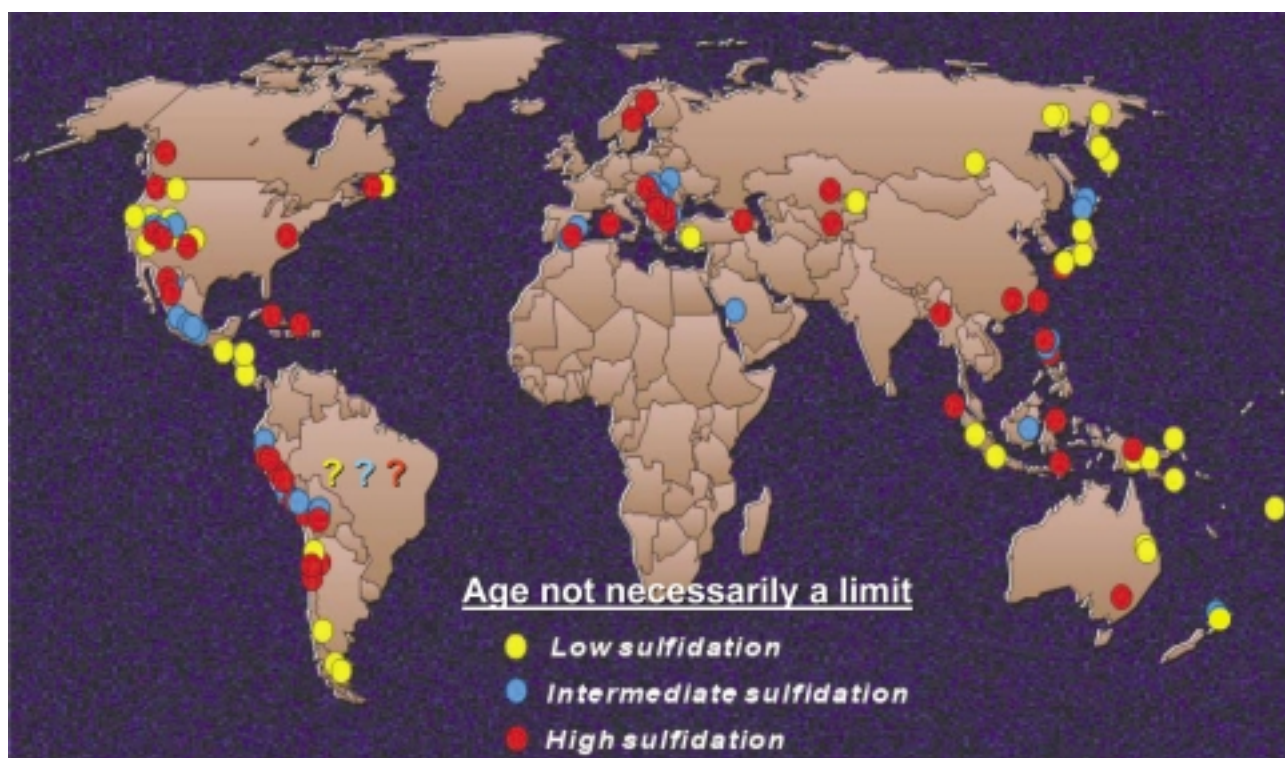 ? ? ?
Age not necessarily a limit
Low sulfidation
Intermediate sulfidation
High sulfidation